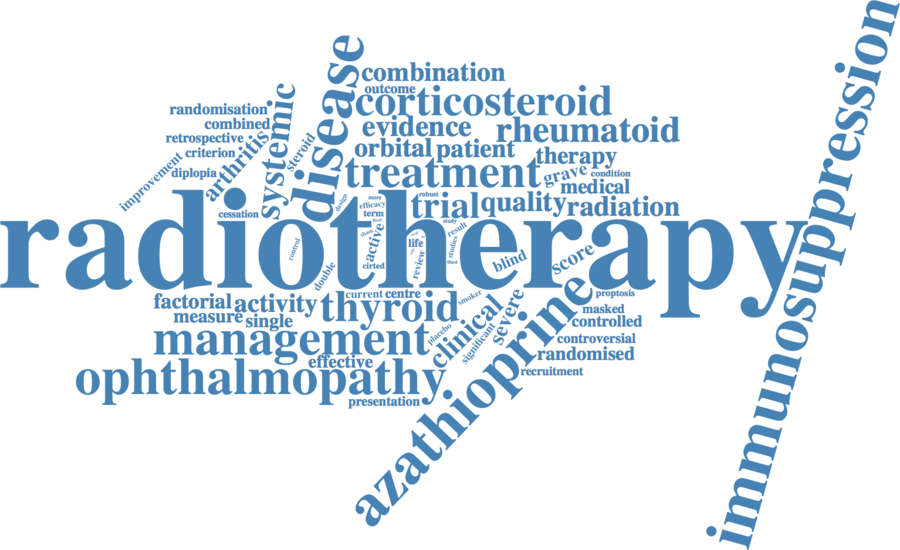 immunosuppression
disease
combination
outcome
corticosteroid
randomisation
combined
systemic
evidence
rheumatoid
retrospective
arthritis
steroid
orbital
patient
criterion
improvement
diplopia
treatment
therapy
grave
condition
medical
robust
trial
quality
radiation
design
more
efficacy
term
cessation
study
radiotherapy
active
life
result
studies
control
review
blind
score
third
cirted
double
factorial
activity
current
centre
smoker
proptosis
thyroid
measure
single
severe
masked
controlled
placebo
clinical
significant
management
controversial
effective
randomised
azathioprine
recruitment
ophthalmopathy
presentation